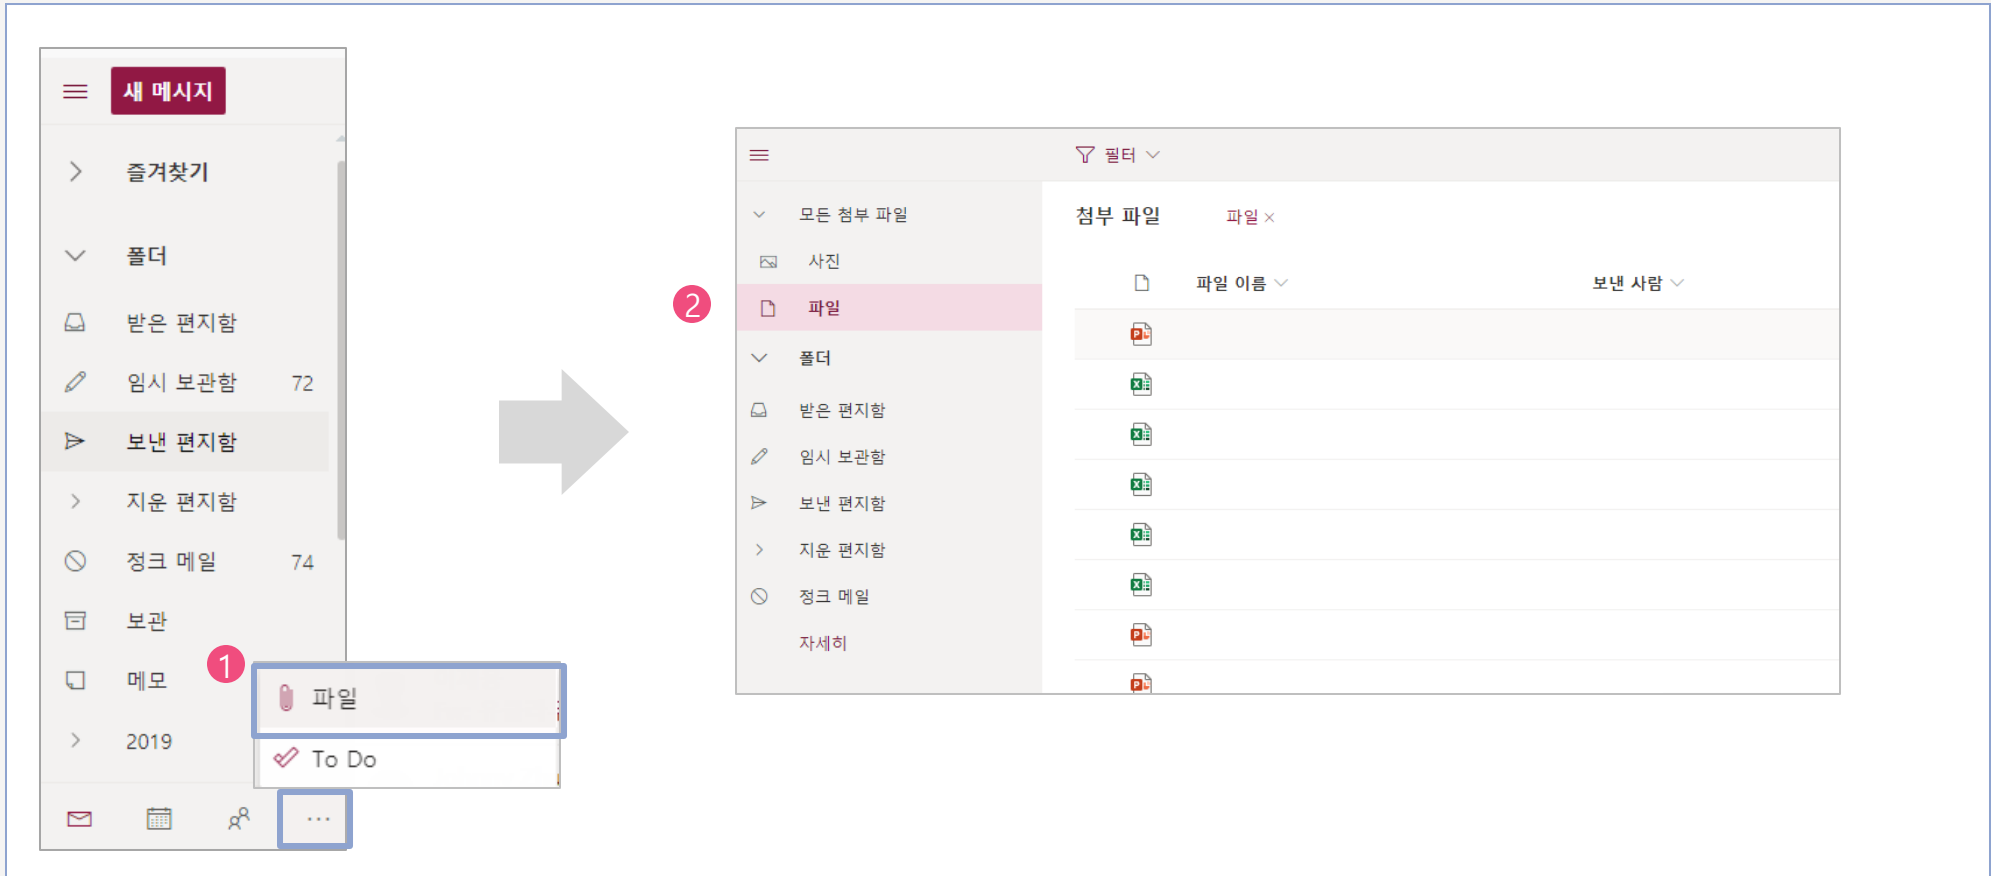 새 메시지
즐겨찾기
폴더
받은 편지함
임시 보관함 72
보낸 편지함
지운 편지함
정크 메일 74
보관
메모
2019
1
파일
To Do
...
필터
모든 첨부 파일
사진
2
파일
폴더
받은 편지함
임시 보관함
보낸 편지함
지운 편지함
정크 메일
자세히
첨부 파일 파일 ×
파일 이름 보낸 사람